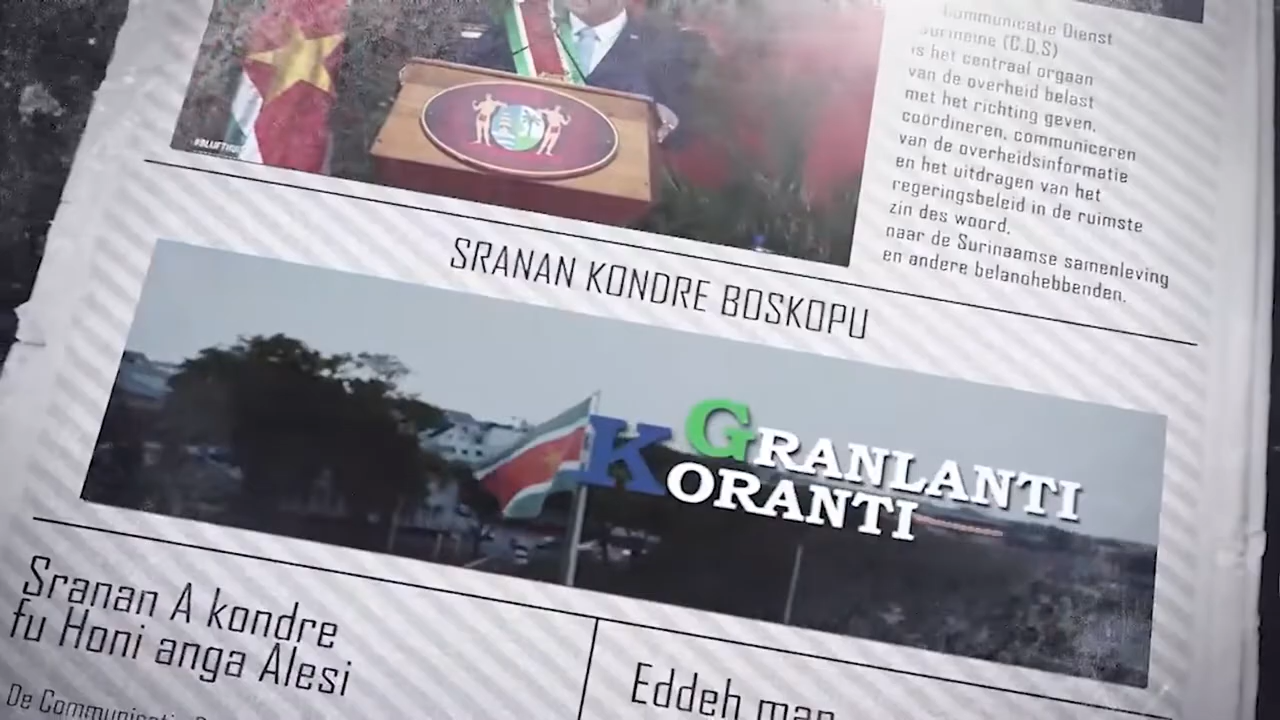 Communicatie Dienst
Suriname (C.D.S)
is het centraal orgaan
van de overheid belast
met het richting geven,
coördineren, communiceren
van de overheidsinformatie
en het uitdragen van het
regeringsbeleid in de ruimste
zin des woord,
naar de Surinaamse samenleving
en andere belanghebbenden.
SRANAN KONDRE BOSKOPU
GRANLANTI
KORANTI
Sranan A kondre
fu Honi anga Alesi
Eddeh man
De Communicatie